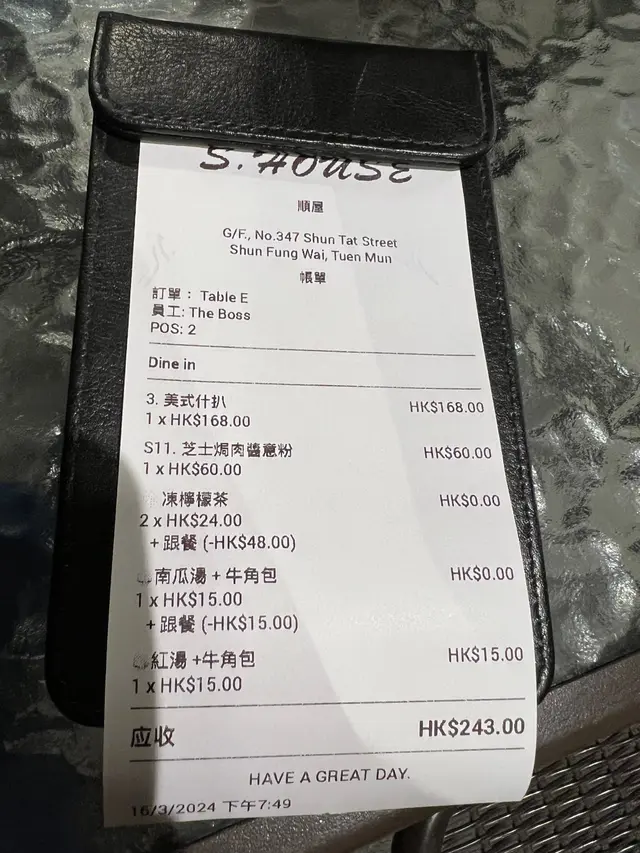 S. HOUSE
順屋
G/F., No.347 Shun Tat Street
Shun Fung Wai, Tuen Mun
帳單
訂單： Table E
員工: The Boss
POS: 2
Dine in
3. 美式什扒 HK$168.00
1 x HK$168.00
S11. 芝士焗肉醬意粉 HK$60.00
1 x HK$60.00
凍檸檬茶 HK$0.00
2 x HK$24.00
+ 跟餐 (-HK$48.00)
南瓜湯 + 牛角包 HK$0.00
1 x HK$15.00
+ 跟餐 (-HK$15.00)
紅湯 +牛角包 HK$15.00
1 x HK$15.00
应收 HK$243.00
HAVE A GREAT DAY.
16/3/2024 下午7:49